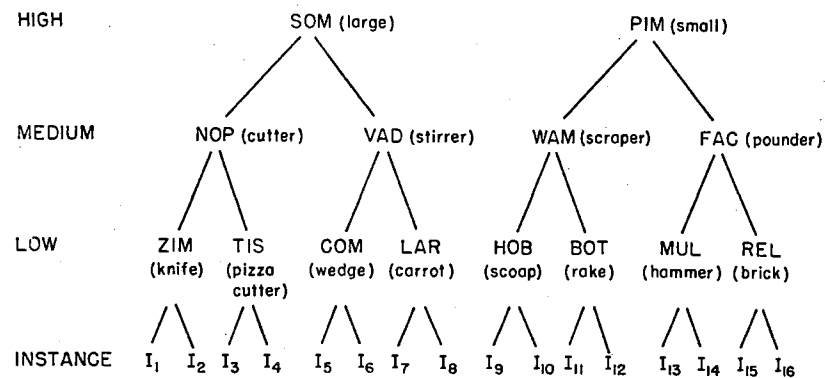 HIGH SOM (large) PIM (small)
MEDIUM NOP (cutter) VAD (stirrer) WAM (scraper) FAC (pounder)
LOW ZIM TIS COM LAR HOB BOT MUL REL
(knife) (pizza (wedge) (carrot) (scoop) (rake) (hammer) (brick)
cutter)
INSTANCE I₁ I₂ I₃ I₄ I₅ I₆ I₇ I₈ I₉ I₁₀ I₁₁ I₁₂ I₁₃ I₁₄ I₁₅ I₁₆